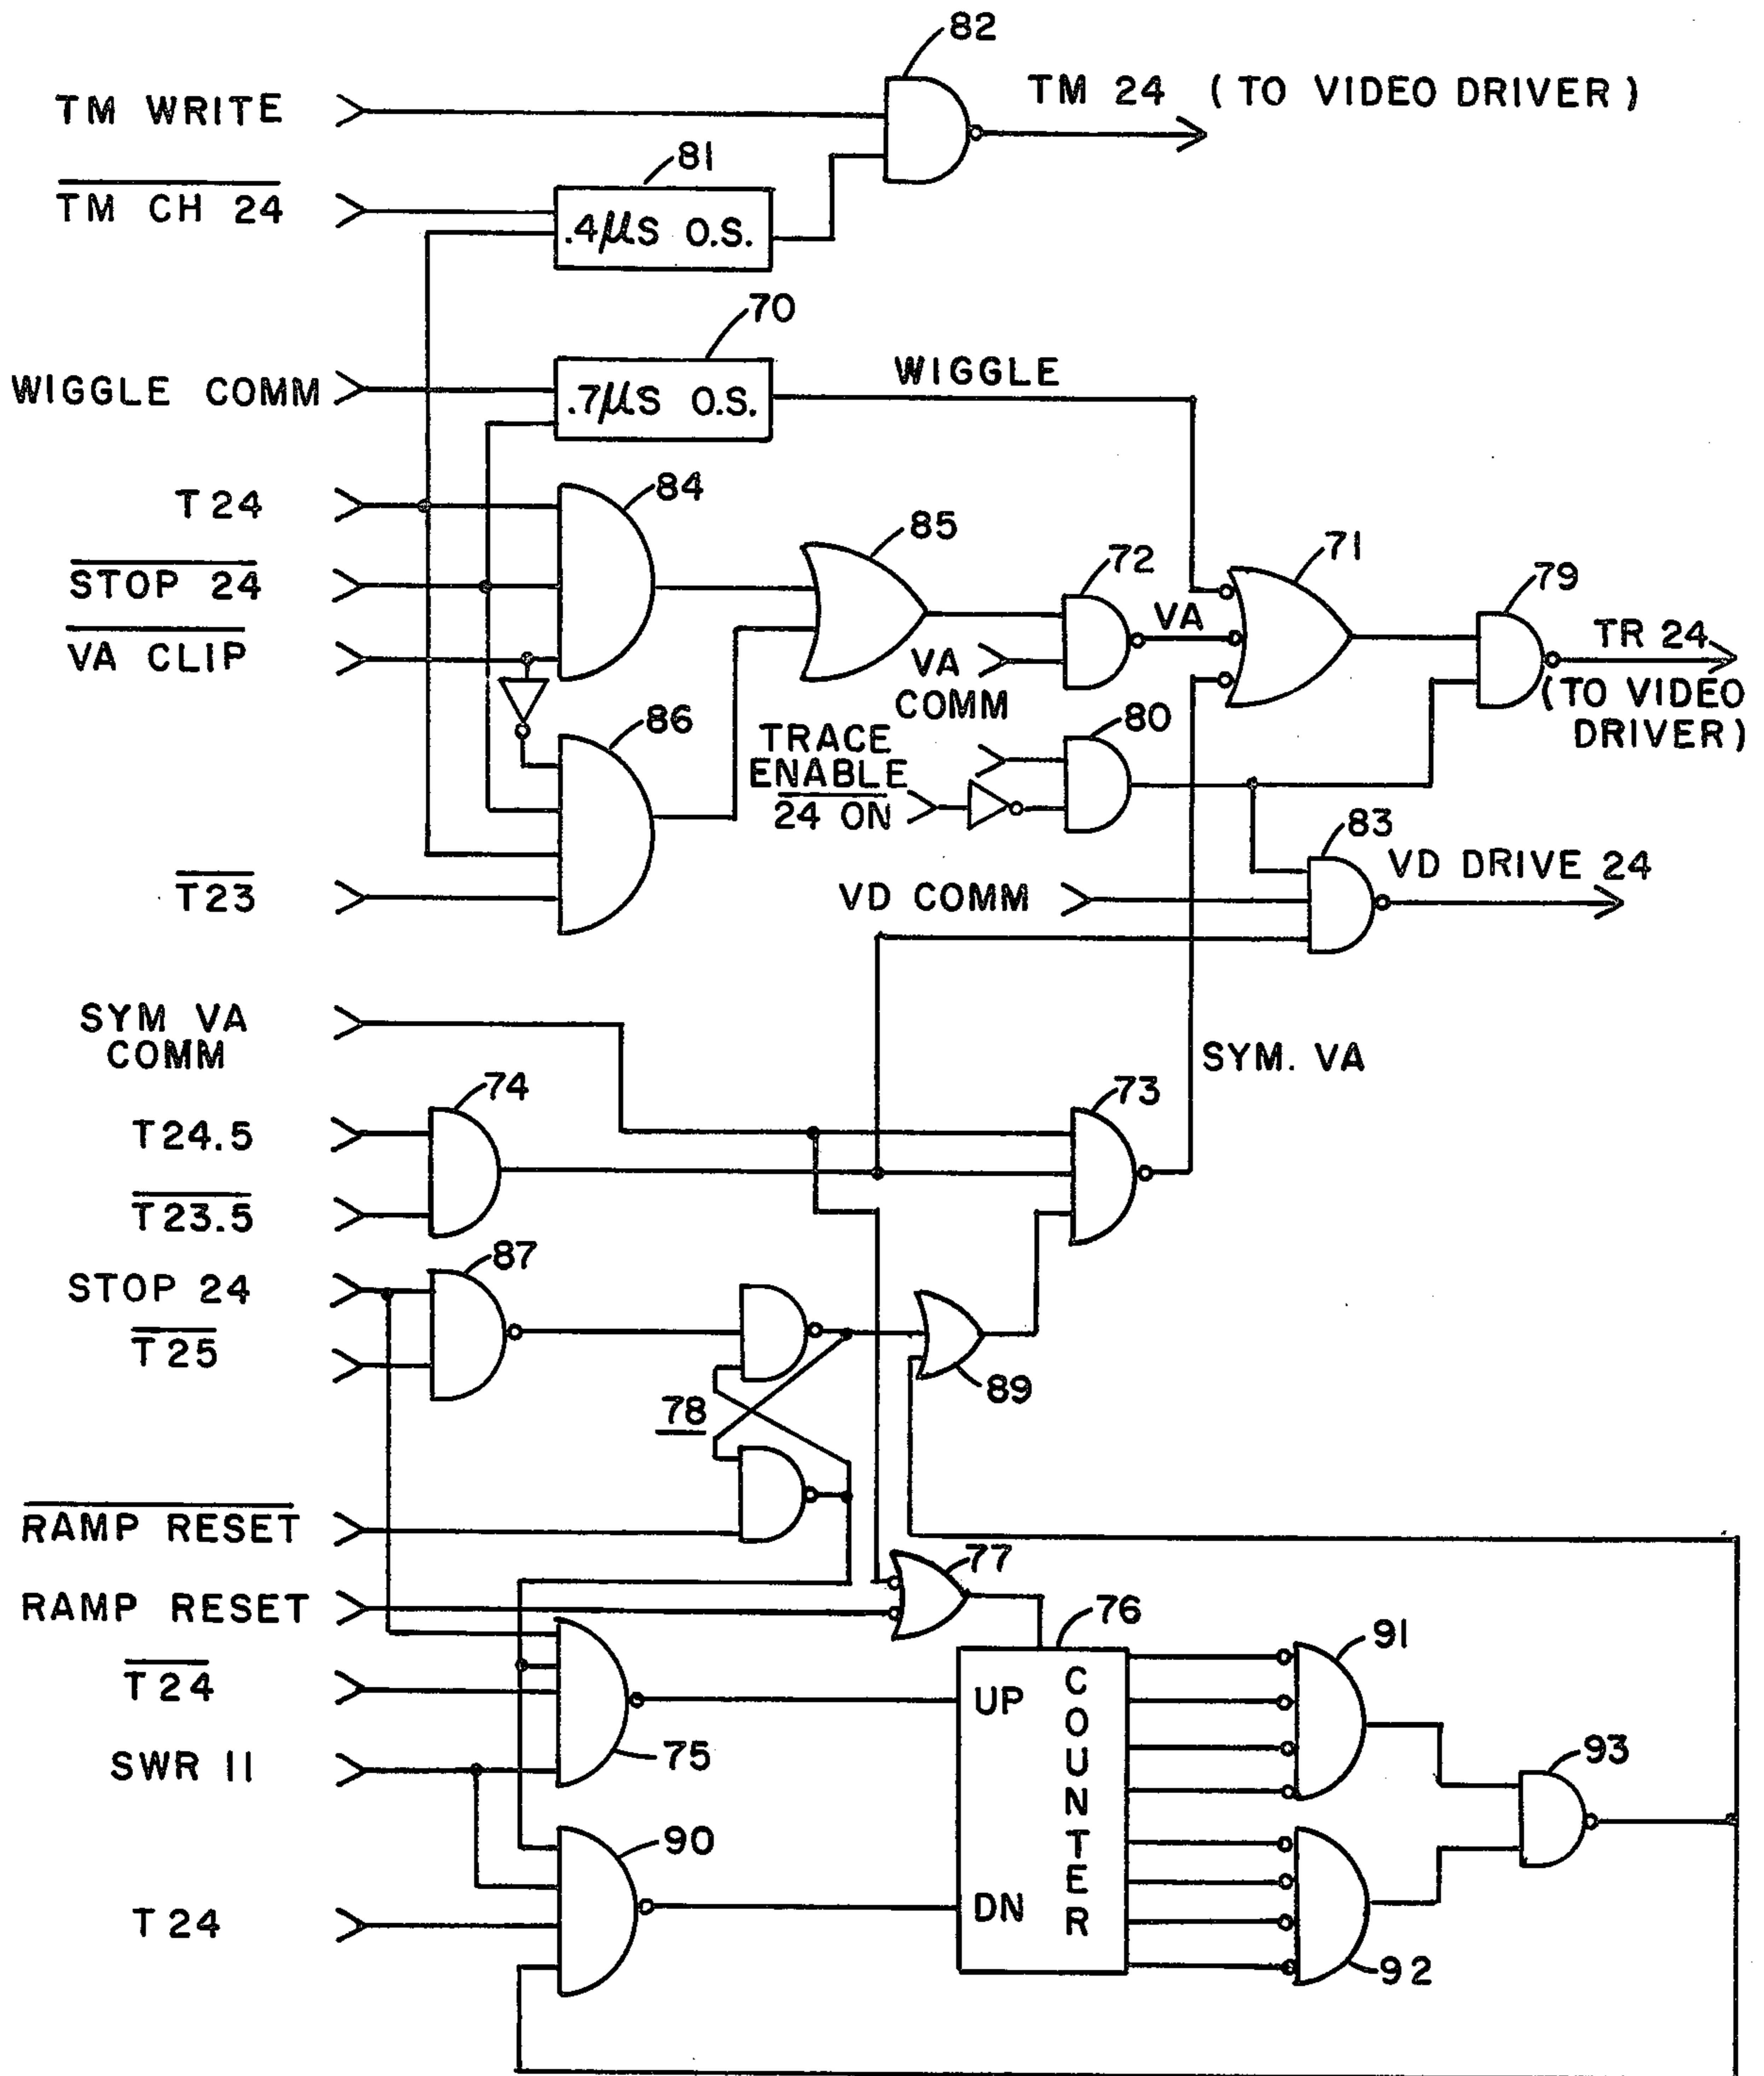 82
TM WRITE
TM 24 (TO VIDEO DRIVER)
81
TM CH 24
.4μS O.S.
70
WIGGLE COMM
.7μS O.S.
WIGGLE
T 24
84
85
STOP 24
72
71
79
VA CLIP
VA
TR 24
(TO VIDEO
DRIVER)
VA
COMM
86
80
TRACE
ENABLE
24 ON
83
T23
VD COMM
VD DRIVE 24
SYM VA
COMM
SYM. VA
74
73
T24.5
T23.5
87
STOP 24
T25
89
78
RAMP RESET
77
RAMP RESET
76
91
T24
UP
COUNTER
SWR 11
75
93
90
DN
T 24
92